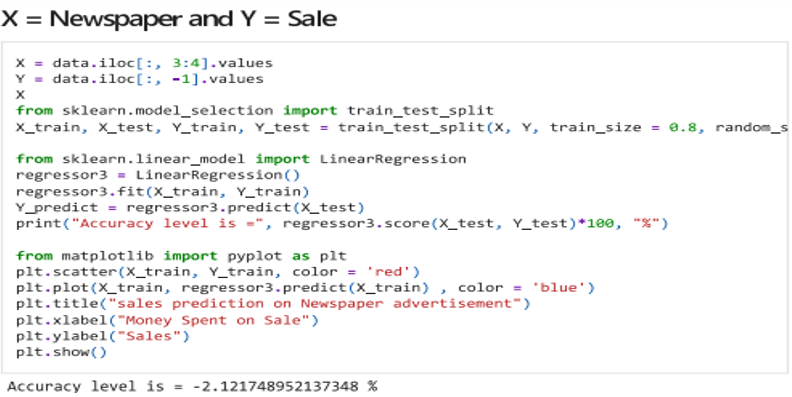 X = Newspaper and Y = Sale
X = data.iloc[:, 3:4].values
Y = data.iloc[:, -1].values
X
from sklearn.model_selection import train_test_split
X_train, X_test, Y_train, Y_test = train_test_split(X, Y, train_size = 0.8, random_s
from sklearn.linear_model import LinearRegression
regressor3 = LinearRegression()
regressor3.fit(X_train, Y_train)
Y_predict = regressor3.predict(X_test)
print("Accuracy level is =", regressor3.score(X_test, Y_test)*100, "%")
from matplotlib import pyplot as plt
plt.scatter(X_train, Y_train, color = 'red')
plt.plot(X_train, regressor3.predict(X_train) , color = 'blue')
plt.title("sales prediction on Newspaper advertisement")
plt.xlabel("Money Spent on Sale")
plt.ylabel("Sales")
plt.show()
Accuracy level is = -2.121748952137348 %